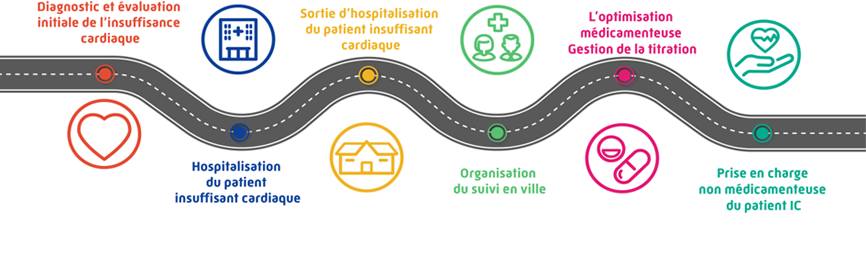 Diagnostic et évaluation
initiale de l'insuffisance
cardiaque
Hospitalisation
du patient
insuffisant cardiaque
Sortie d'hospitalisation
du patient insuffisant
cardiaque
Organisation
du suivi en ville
L'optimisation
médicamenteuse
Gestion de la titration
Prise en charge
non médicamenteuse
du patient IC